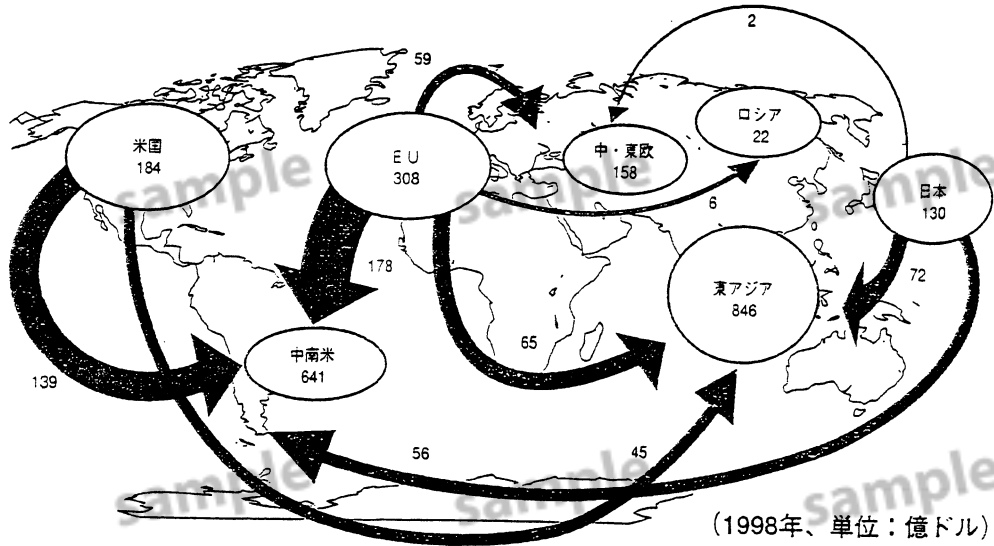 2
59
米国
184
ＥＵ
308
中・東欧
158
ロシア
22
日本
130
6
178
72
東アジア
846
中南米
641
65
139
56
45
(1998年、単位：億ドル)
sample
sample
sample
sample
sample
sample